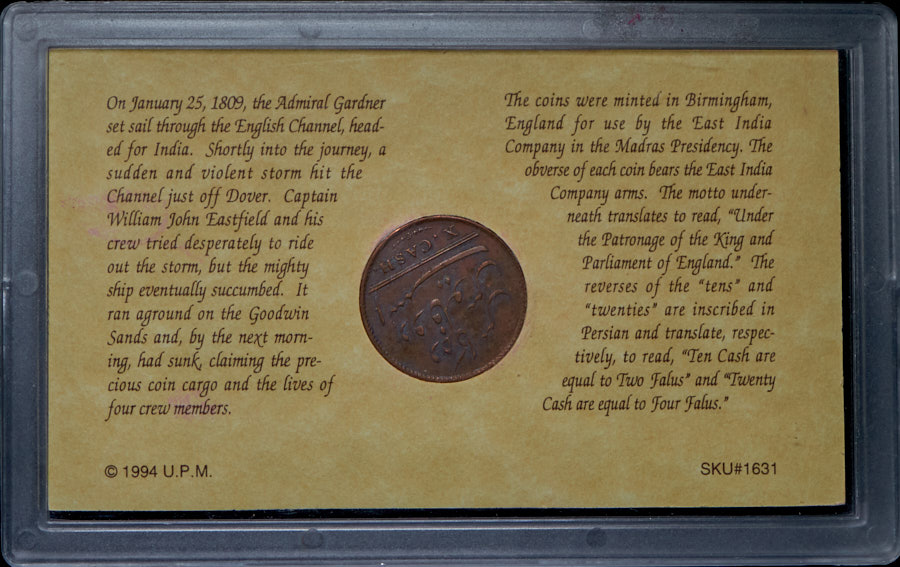 On January 25, 1809, the Admiral Gardner
set sail through the English Channel, head-
ed for India. Shortly into the journey, a
sudden and violent storm hit the
Channel just off Dover. Captain
William John Eastfield and his
crew tried desperately to ride
out the storm, but the mighty
ship eventually succumbed. It
ran aground on the Goodwin
Sands and, by the next morn-
ing, had sunk, claiming the pre-
cious coin cargo and the lives of
four crew members.
© 1994 U.P.M.
X.CASH.
The coins were minted in Birmingham,
England for use by the East India
Company in the Madras Presidency. The
obverse of each coin bears the East India
Company arms. The motto under-
neath translates to read, “Under
the Patronage of the King and
Parliament of England.” The
reverses of the “tens” and
“twenties” are inscribed in
Persian and translate, respec-
tively, to read, “Ten Cash are
equal to Two Falus” and “Twenty
Cash are equal to Four Falus.”
SKU#1631